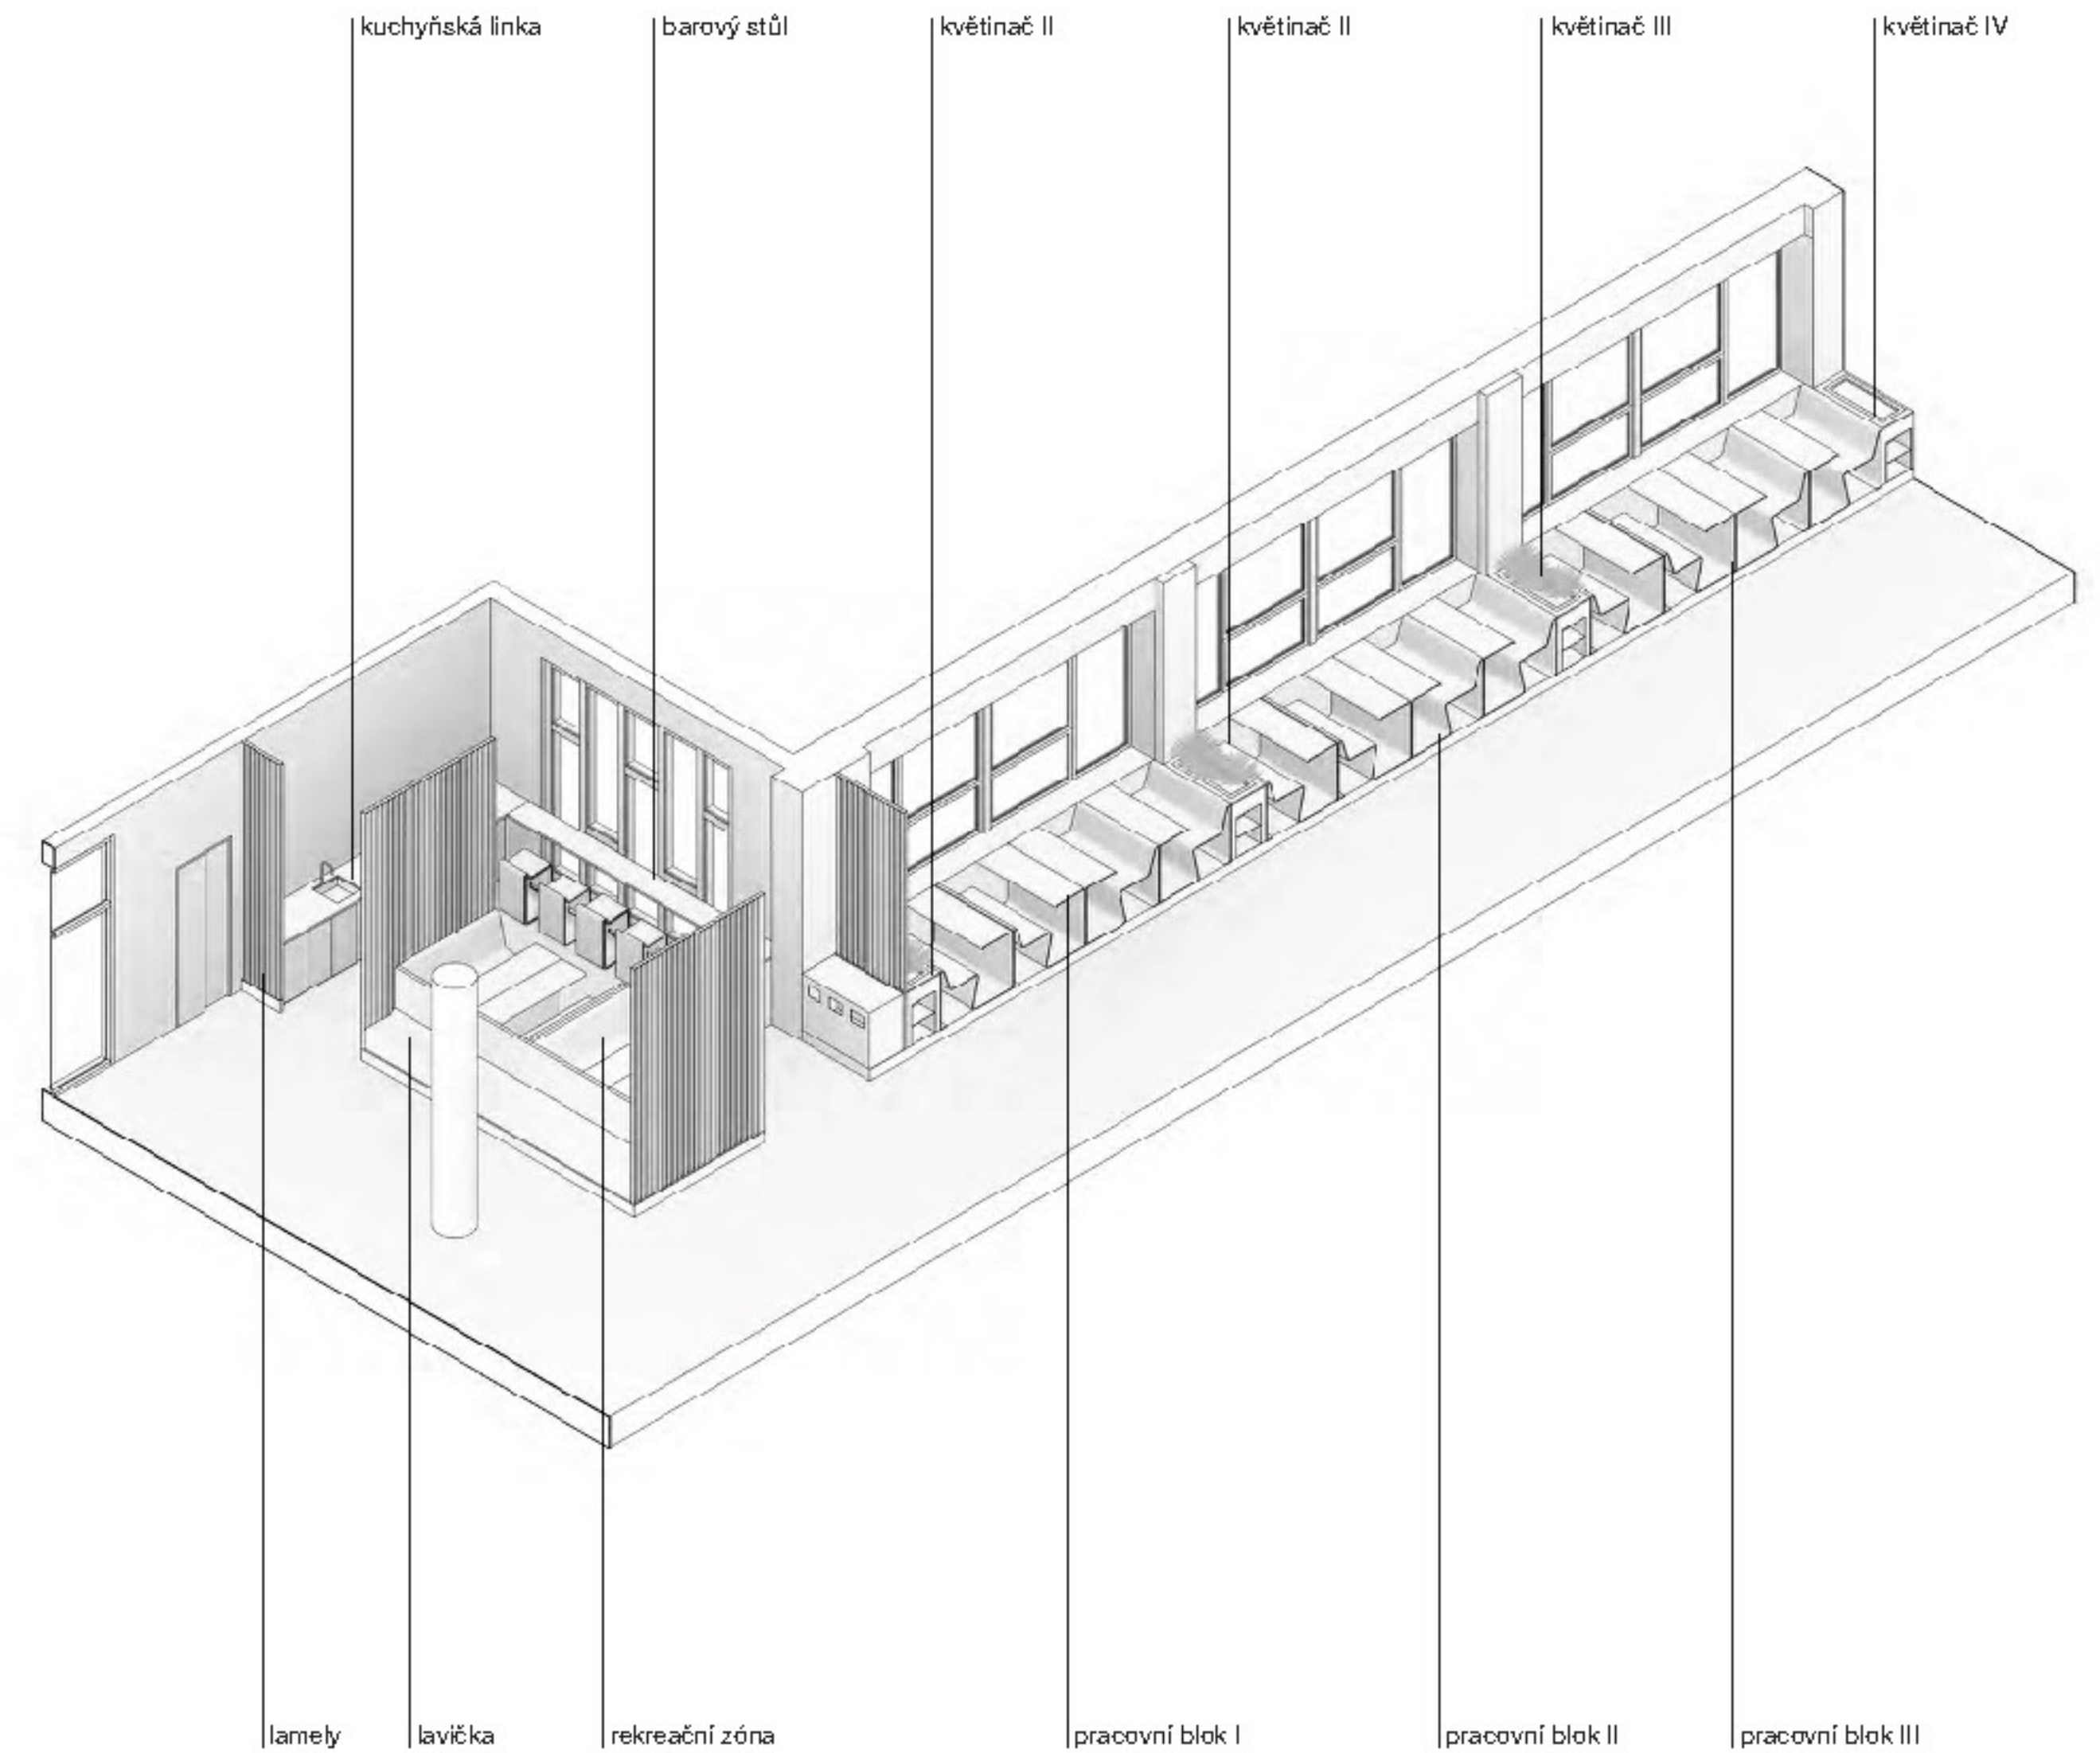 kuchyňská linka
barový stůl
květinač II
květinač II
květinač III
květinač IV
lamely
lavička
rekreační zóna
pracovní blok I
pracovní blok II
pracovní blok III